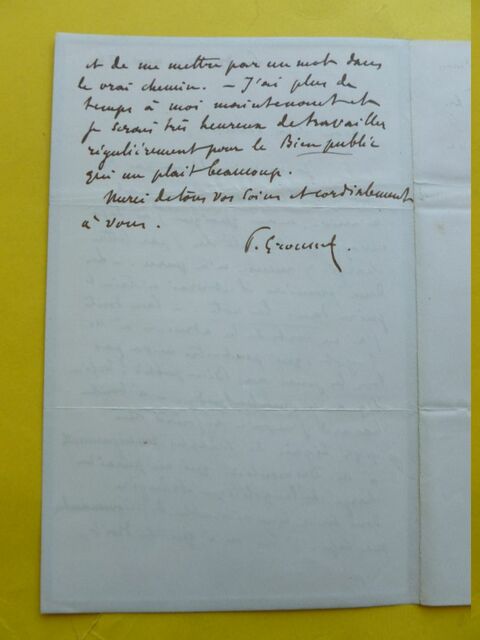 et de me mettre par un mot dans
le vrai chemin. – J'ai plus de
temps à moi maintenant et
je serais très heureux de travailler
régulièrement pour le Bien public
qui me plait beaucoup.
Merci de tous vos soins et cordialement
à vous.
P. Grousset.